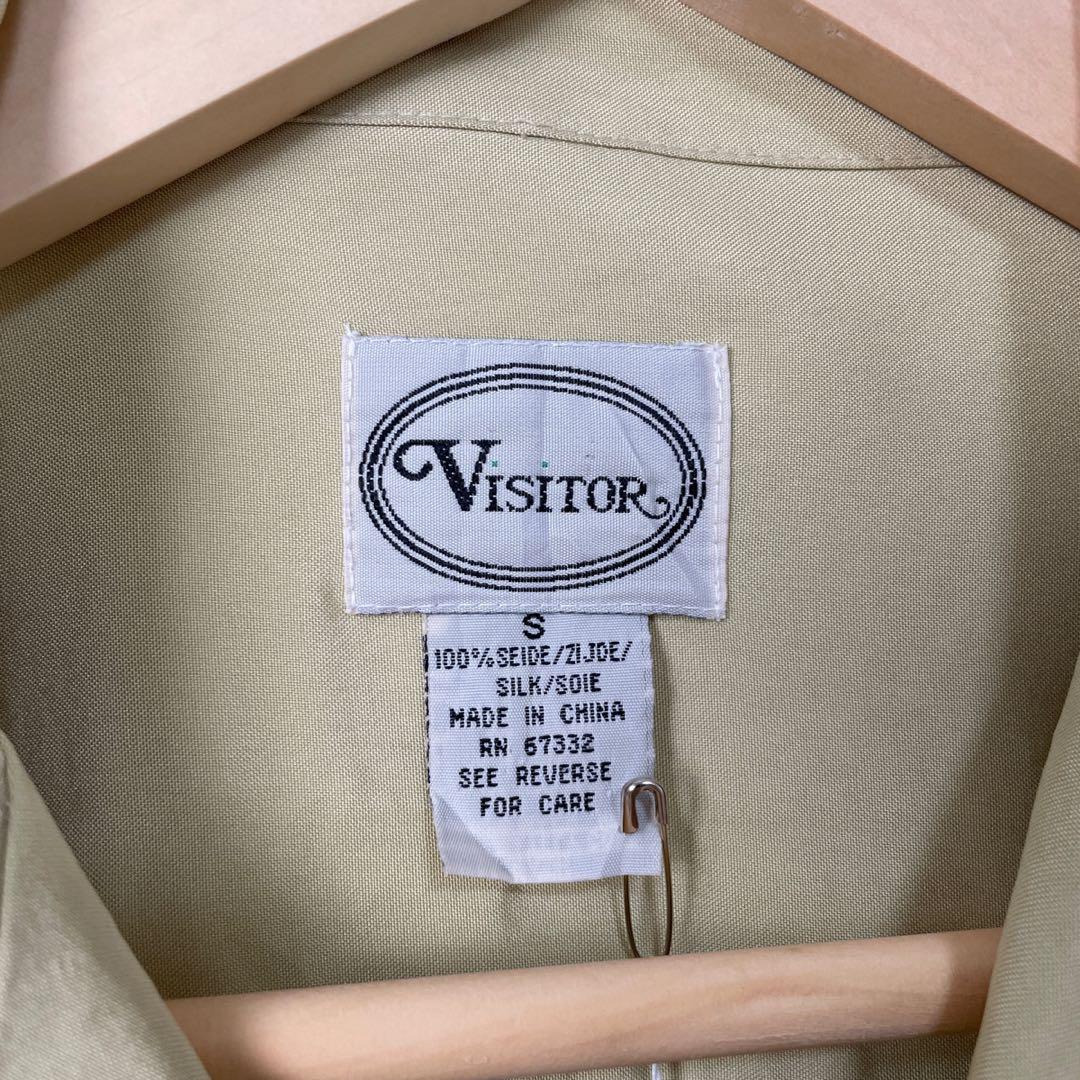 VISITOR
S
100%SEIDE/ZIJDE/
SILK/SOIE
MADE IN CHINA
RN 67332
SEE REVERSE
FOR CARE